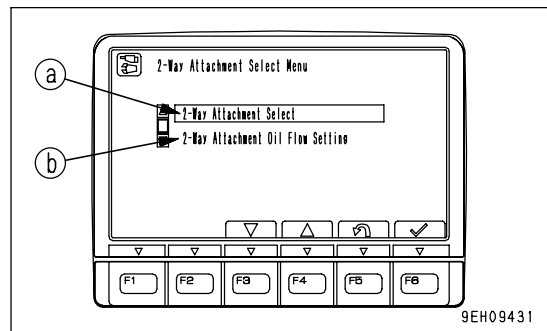 2-Way Attachment Select Menu
a
2-Way Attachment Select
b
2-Way Attachment Oil Flow Setting
F1 F2 F3 F4 F5 F6
9EH09431